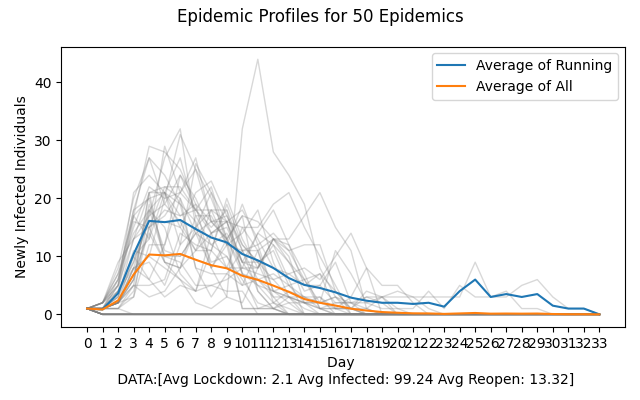 Epidemic Profiles for 50 Epidemics
Average of Running
Average of All
Newly Infected Individuals
40
30
20
10
0
0 1 2 3 4 5 6 7 8 9 10 11 12 13 14 15 16 17 18 19 20 21 22 23 24 25 26 27 28 29 30 31 32 33
Day
DATA:[Avg Lockdown: 2.1 Avg Infected: 99.24 Avg Reopen: 13.32]